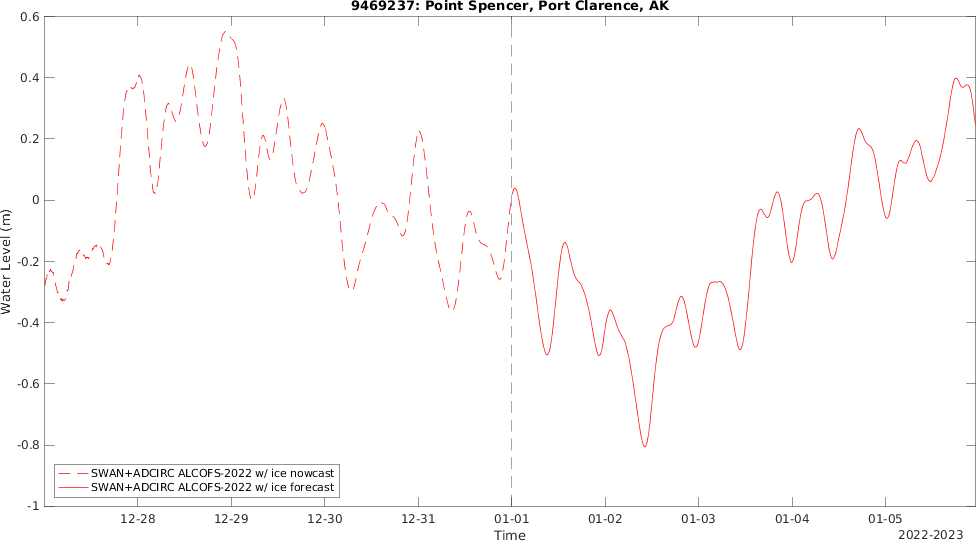 9469237: Point Spencer, Port Clarence, AK
0.6
0.4
0.2
0
-0.2
-0.4
-0.6
-0.8
-1
Water Level (m)
SWAN+ADCIRC ALCOFS-2022 w/ ice nowcast
SWAN+ADCIRC ALCOFS-2022 w/ ice forecast
12-28 12-29 12-30 12-31 01-01 01-02 01-03 01-04 01-05
Time
2022-2023